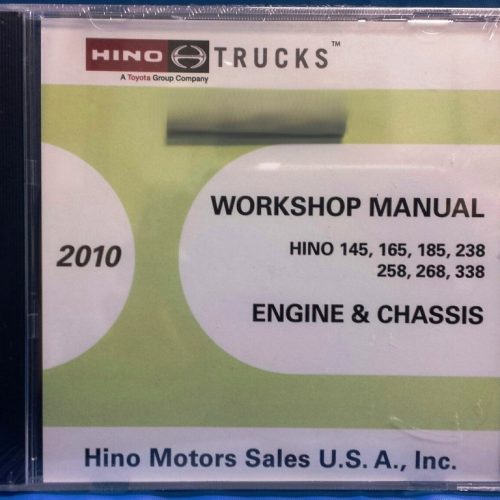 HINO TRUCKS™
A Toyota Group Company
WORKSHOP MANUAL
2010
HINO 145, 165, 185, 238
258, 268, 338
ENGINE & CHASSIS
Hino Motors Sales U.S. A., Inc.